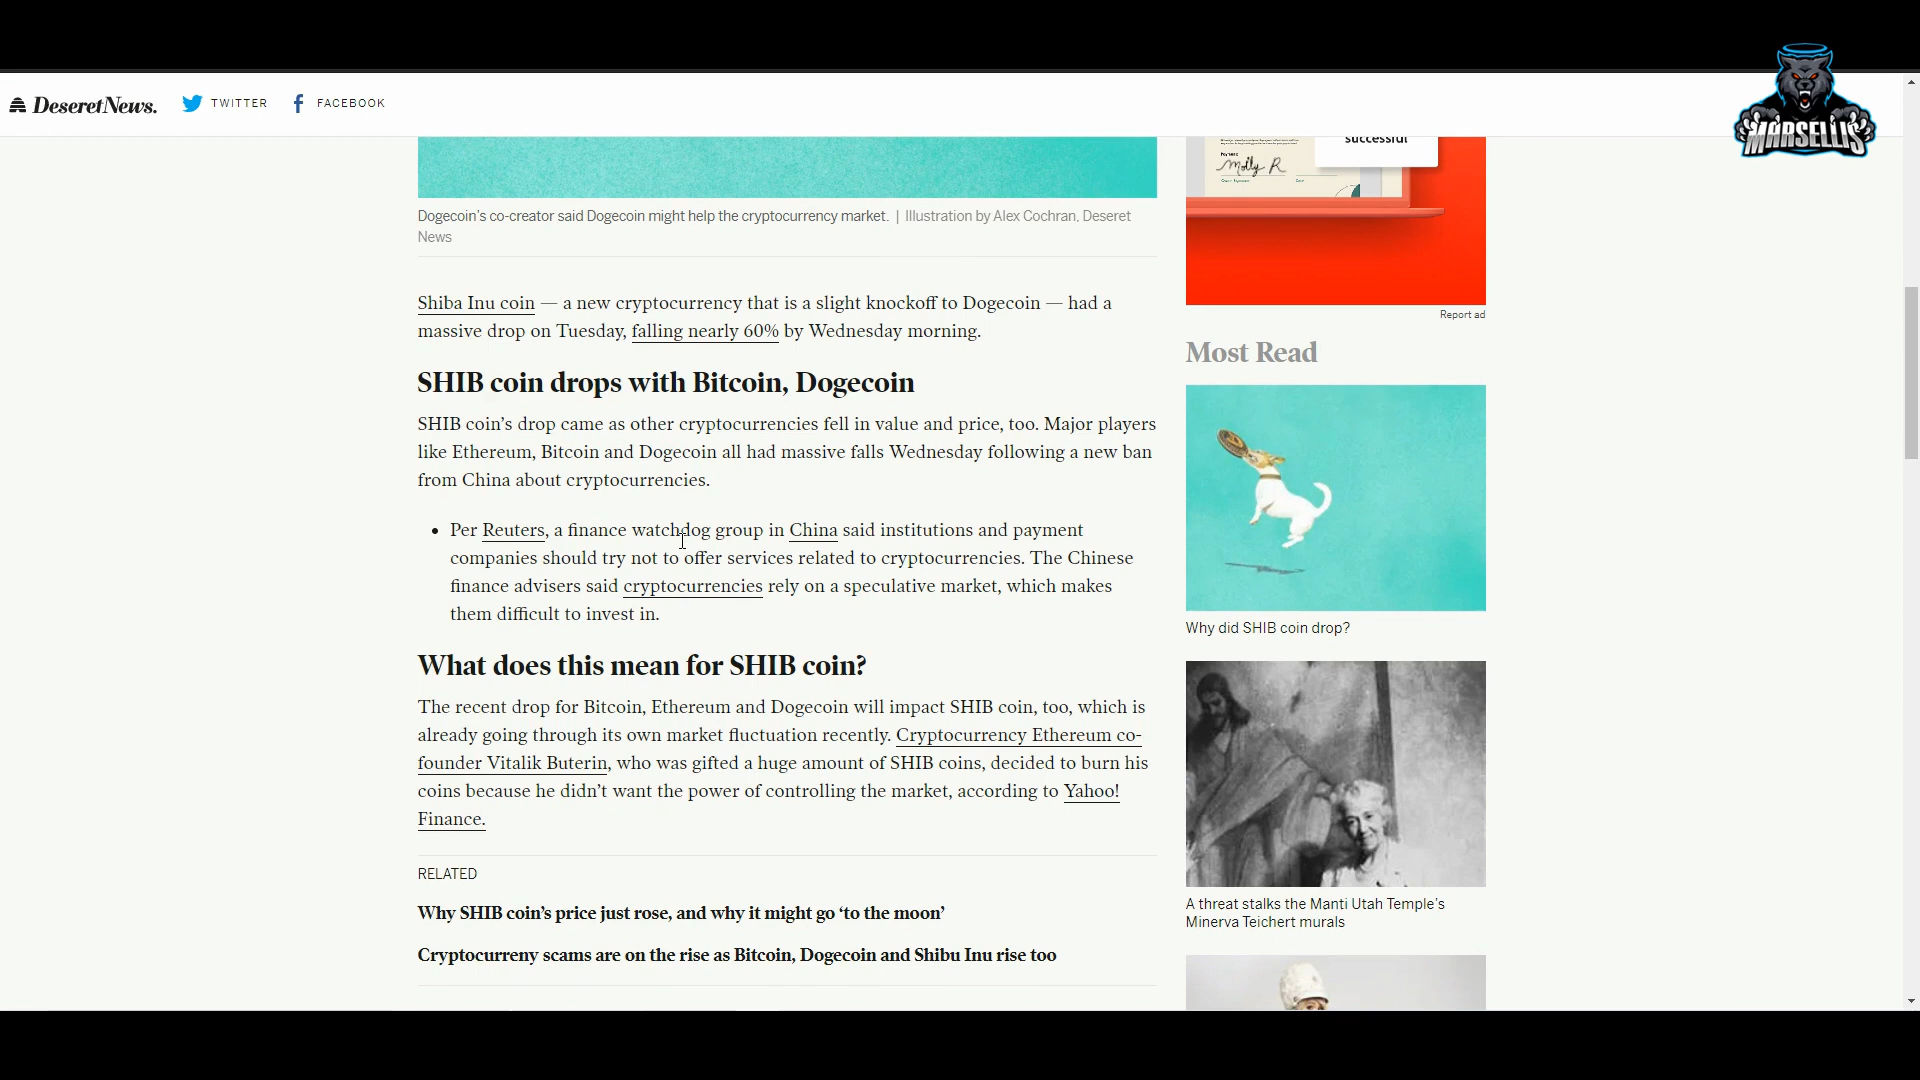 DeseretNews.
TWITTER
FACEBOOK
MARSELLIS
successful
Molly R
Dogecoin's co-creator said Dogecoin might help the cryptocurrency market. | Illustration by Alex Cochran, Deseret
News
Report ad
Shiba Inu coin — a new cryptocurrency that is a slight knockoff to Dogecoin — had a
massive drop on Tuesday, falling nearly 60% by Wednesday morning.
SHIB coin drops with Bitcoin, Dogecoin
SHIB coin's drop came as other cryptocurrencies fell in value and price, too. Major players
like Ethereum, Bitcoin and Dogecoin all had massive falls Wednesday following a new ban
from China about cryptocurrencies.
• Per Reuters, a finance watchdog group in China said institutions and payment
companies should try not to offer services related to cryptocurrencies. The Chinese
finance advisers said cryptocurrencies rely on a speculative market, which makes
them difficult to invest in.
What does this mean for SHIB coin?
The recent drop for Bitcoin, Ethereum and Dogecoin will impact SHIB coin, too, which is
already going through its own market fluctuation recently. Cryptocurrency Ethereum co-
founder Vitalik Buterin, who was gifted a huge amount of SHIB coins, decided to burn his
coins because he didn't want the power of controlling the market, according to Yahoo!
Finance.
RELATED
Why SHIB coin's price just rose, and why it might go ‘to the moon’
Cryptocurreny scams are on the rise as Bitcoin, Dogecoin and Shibu Inu rise too
Most Read
Why did SHIB coin drop?
A threat stalks the Manti Utah Temple's
Minerva Teichert murals